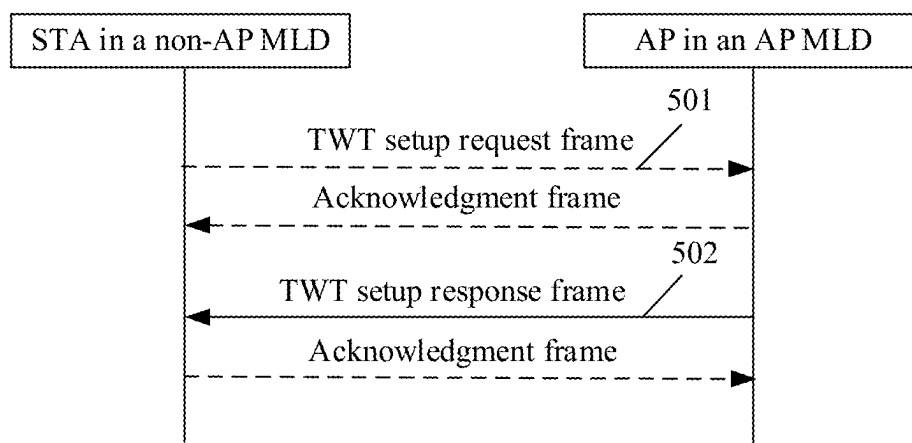 STA in a non-AP MLD
AP in an AP MLD
501
TWT setup request frame
Acknowledgment frame
502
TWT setup response frame
Acknowledgment frame